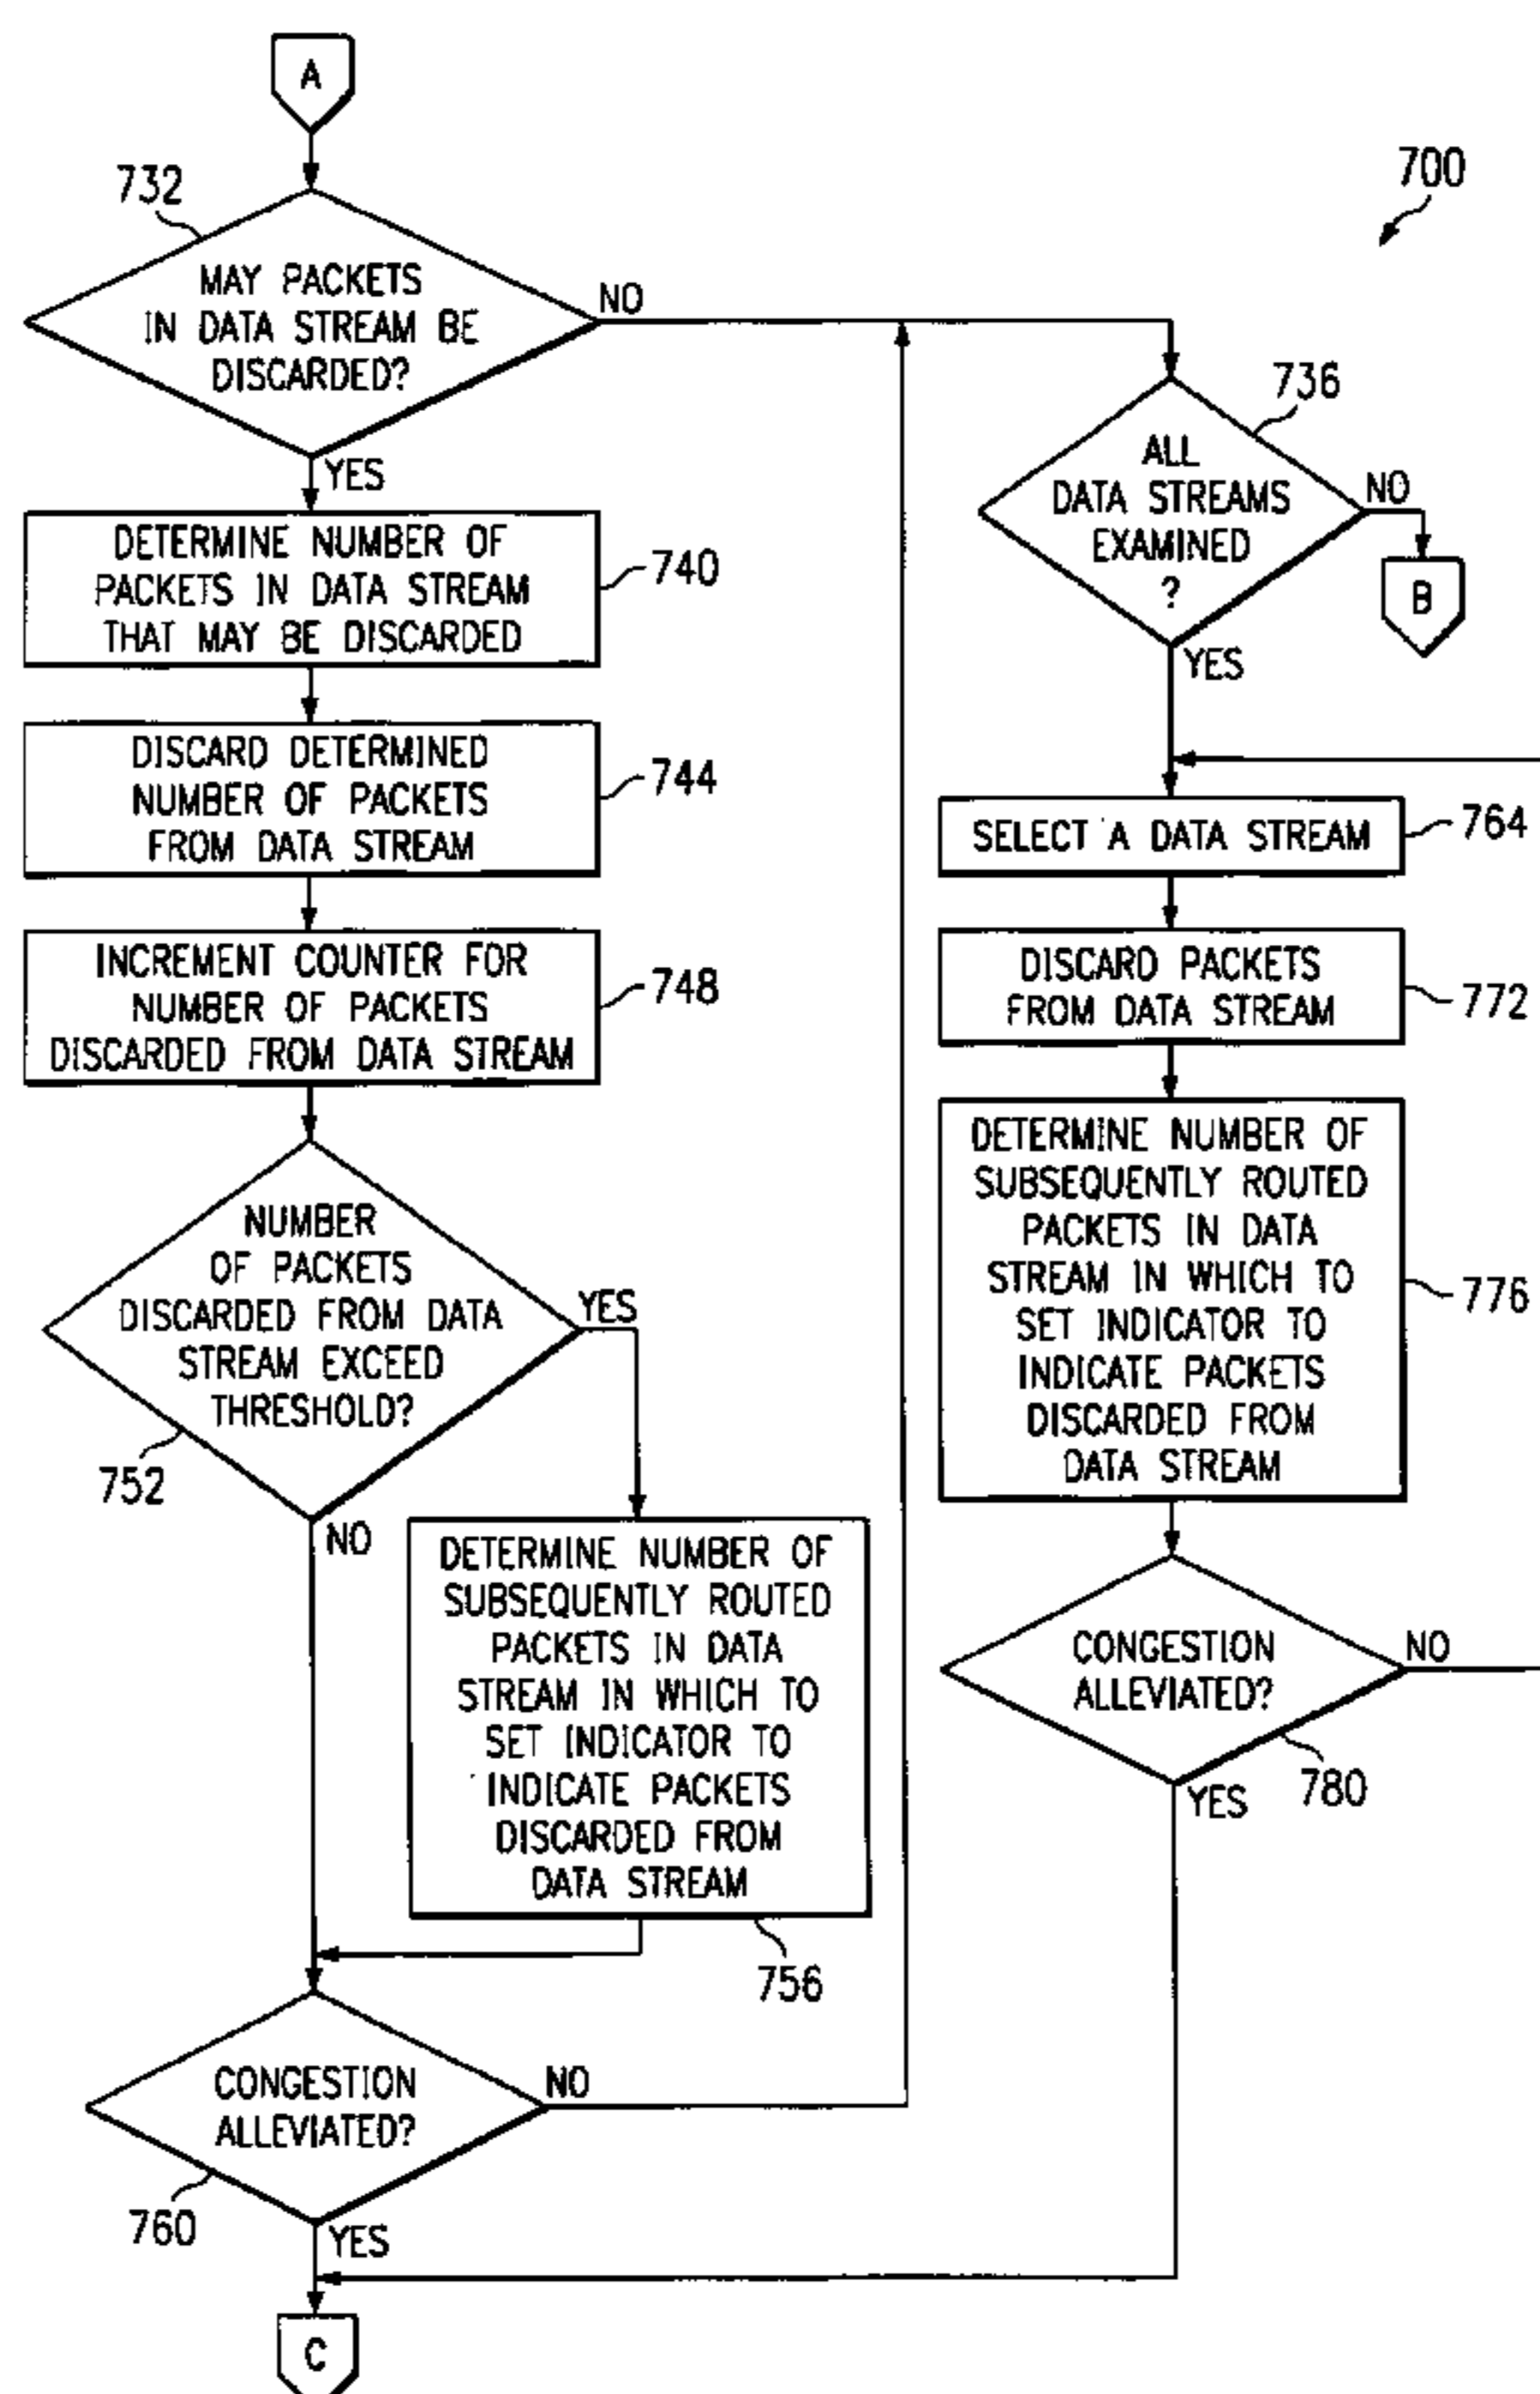 A
732
700
MAY PACKETS
IN DATA STREAM BE
DISCARDED?
NO
YES
736
ALL
DATA STREAMS
EXAMINED
?
NO
B
YES
DETERMINE NUMBER OF
PACKETS IN DATA STREAM
THAT MAY BE DISCARDED
740
DISCARD DETERMINED
NUMBER OF PACKETS
FROM DATA STREAM
744
SELECT A DATA STREAM
764
INCREMENT COUNTER FOR
NUMBER OF PACKETS
DISCARDED FROM DATA STREAM
748
DISCARD PACKETS
FROM DATA STREAM
772
NUMBER
OF PACKETS
DISCARDED FROM DATA
STREAM EXCEED
THRESHOLD?
YES
752
NO
DETERMINE NUMBER OF
SUBSEQUENTLY ROUTED
PACKETS IN DATA
STREAM IN WHICH TO
SET INDICATOR TO
INDICATE PACKETS
DISCARDED FROM
DATA STREAM
776
DETERMINE NUMBER OF
SUBSEQUENTLY ROUTED
PACKETS IN DATA
STREAM IN WHICH TO
SET INDICATOR TO
INDICATE PACKETS
DISCARDED FROM
DATA STREAM
756
CONGESTION
ALLEVIATED?
NO
780
YES
CONGESTION
ALLEVIATED?
NO
760
YES
C